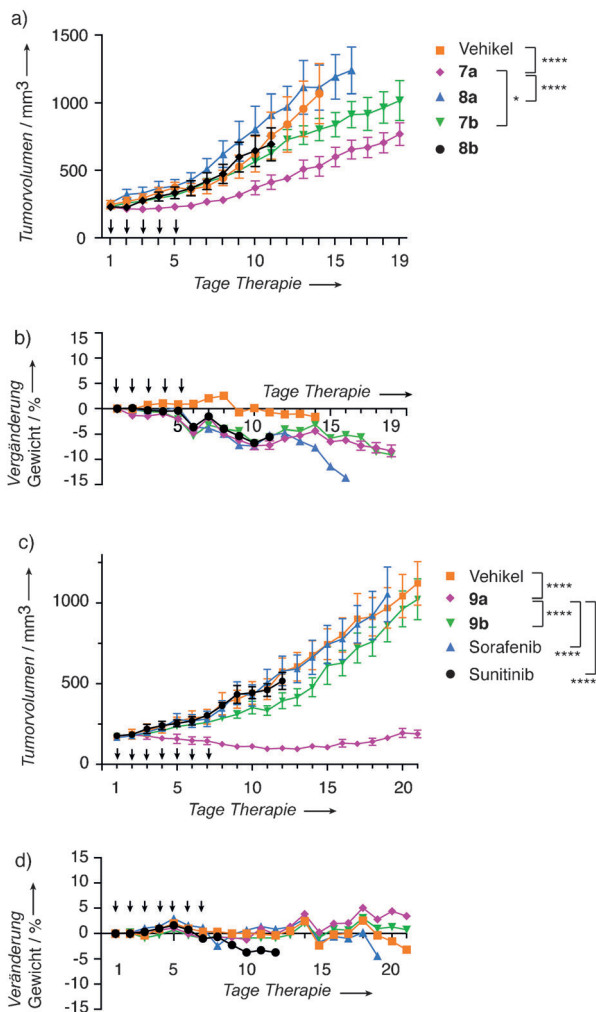 a)
Tumorvolumen / mm3
1500
1000
500
0
1 5 10 15 19
Tage Therapie
Vehikel
7a
8a
7b
8b
****
****
*
b)
Vergänderung
Gewicht / %
15
10
5
0
-5
-10
-15
Tage Therapie
5 10 15 19
c)
Tumorvolumen / mm3
1000
500
0
1 5 10 15 20
Tage Therapie
Vehikel
9a
9b
Sorafenib
Sunitinib
****
****
****
****
d)
Veränderung
Gewicht / %
15
10
5
0
-5
-10
-15
1 5 10 15 20
Tage Therapie